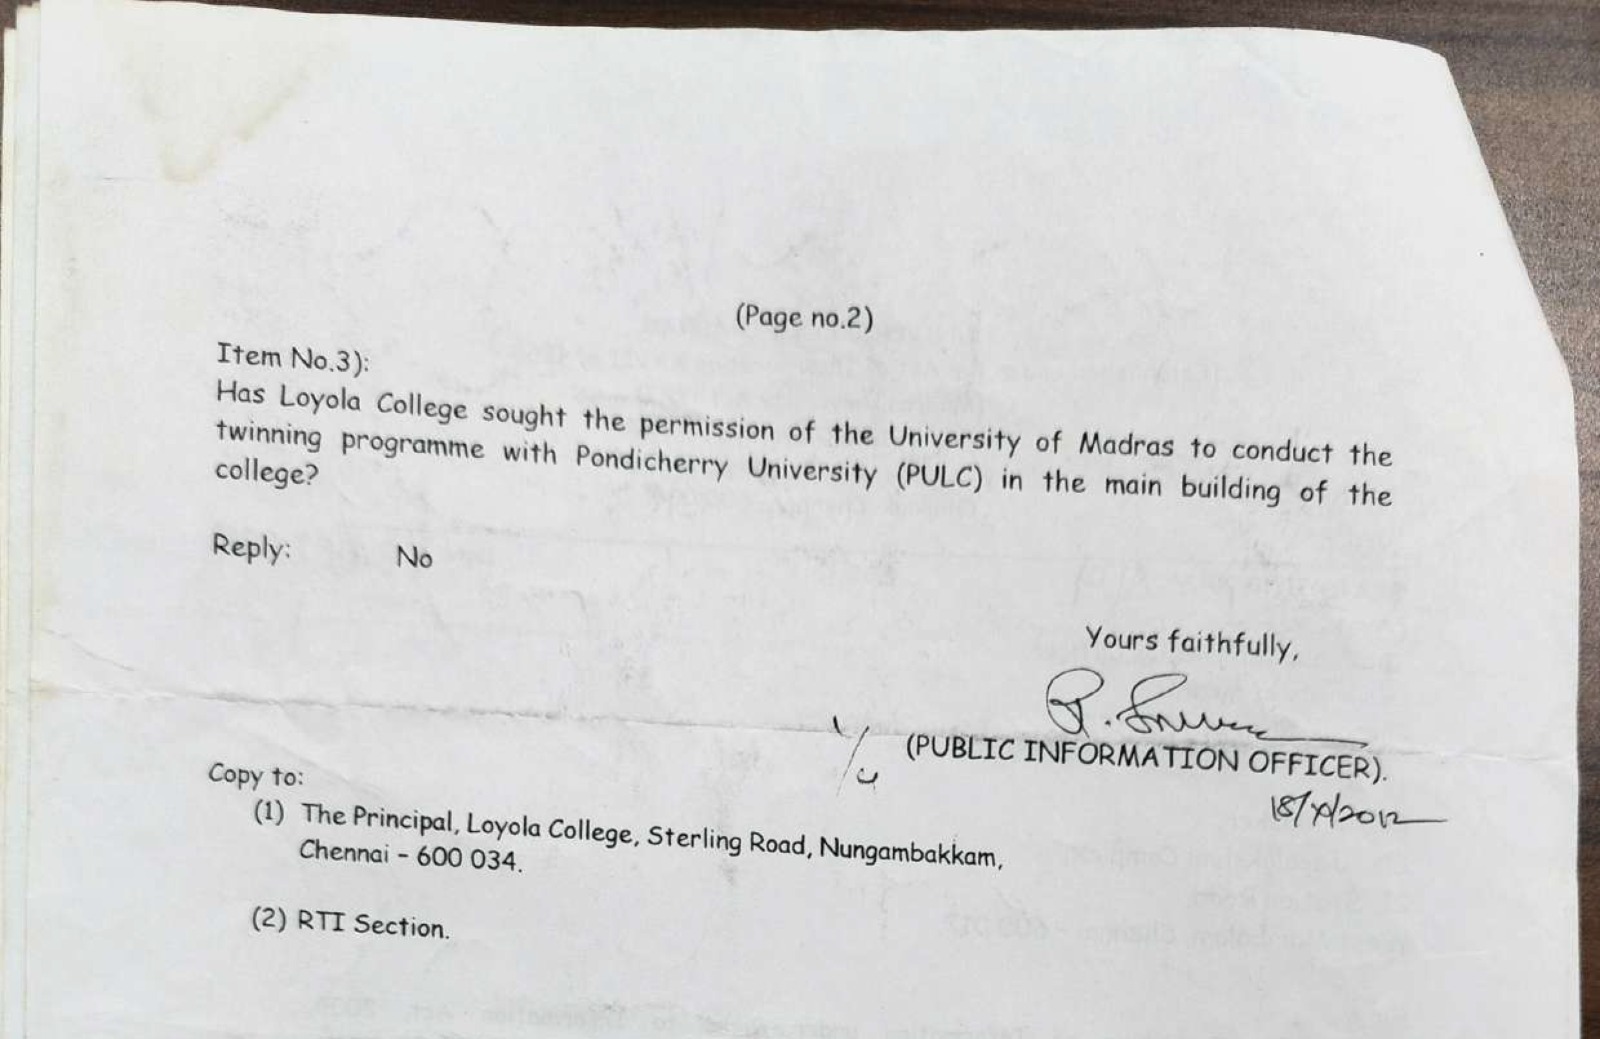 (Page no.2)
Item No.3):
Has Loyola College sought the permission of the University of Madras to conduct the
twinning programme with Pondicherry University (PULC) in the main building of the
college?
Reply: No
Yours faithfully,
(PUBLIC INFORMATION OFFICER).
18/X/2012
Copy to:
(1) The Principal, Loyola College, Sterling Road, Nungambakkam,
Chennai - 600 034.
(2) RTI Section.